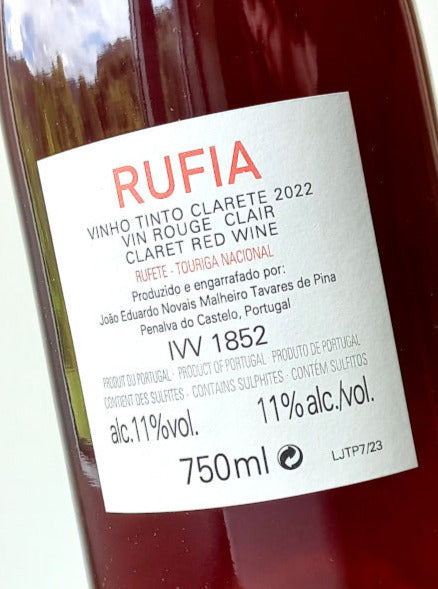 RUFIA
VINHO TINTO CLARETE 2022
VIN ROUGE CLAIR
CLARET RED WINE
RUFETE - TOURIGA NACIONAL
Produzido e engarrafado por:
João Eduardo Novais Malheiro Tavares de Pina
Penalva do Castelo, Portugal
IVV 1852
PRODUIT DU PORTUGAL · PRODUCT OF PORTUGAL · PRODUTO DE PORTUGAL
CONTIENT DES SULFITES · CONTAINS SULPHITES · CONTÉM SULFITOS
alc.11%vol. 11%alc./vol.
750ml LJTP7/23